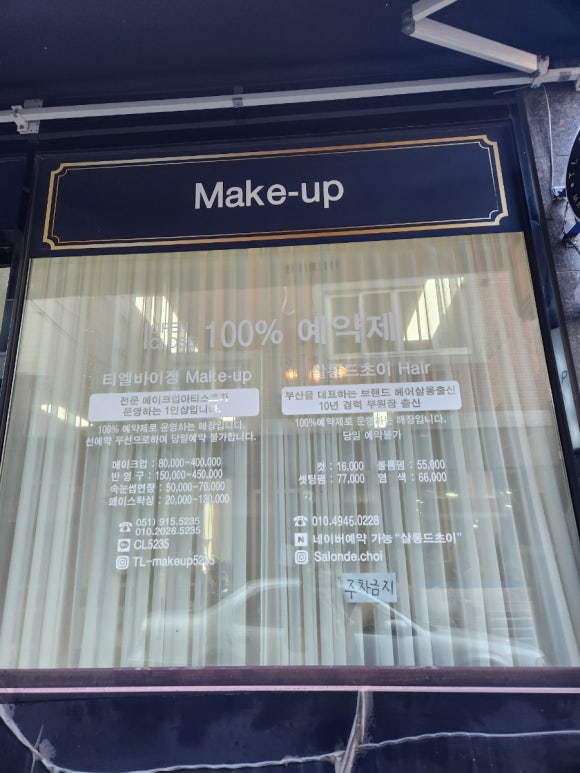 Make-up
100% 예약제
티엘바이정 Make-up
전문 메이크업아티스트가
운영하는 1인샵입니다.
100% 예약제로 운영하는 매장입니다.
선예약 우선으로하여 당일예약 불가합니다.
메이크업 : 80,000~400,000
반 영 구 : 150,000~450,000
속눈썹연장 : 50,000~70,000
페이스왁싱 : 20,000~130,000
051) 915.5235
010.2026.5235
CL5235
TL-makeup5235
살롱드초이 Hair
부산을 대표하는 브랜드 헤어살롱출신
10년 경력 부원장 출신
100%예약제로 운영하는 매장입니다.
당일 예약불가
컷 : 16,000 볼륨펌 : 55,000
셋팅펌 : 77,000 염 색 : 66,000
010.4946.0228
N 네이버예약 가능 "살롱드초이"
Salonde.choi
주차금지